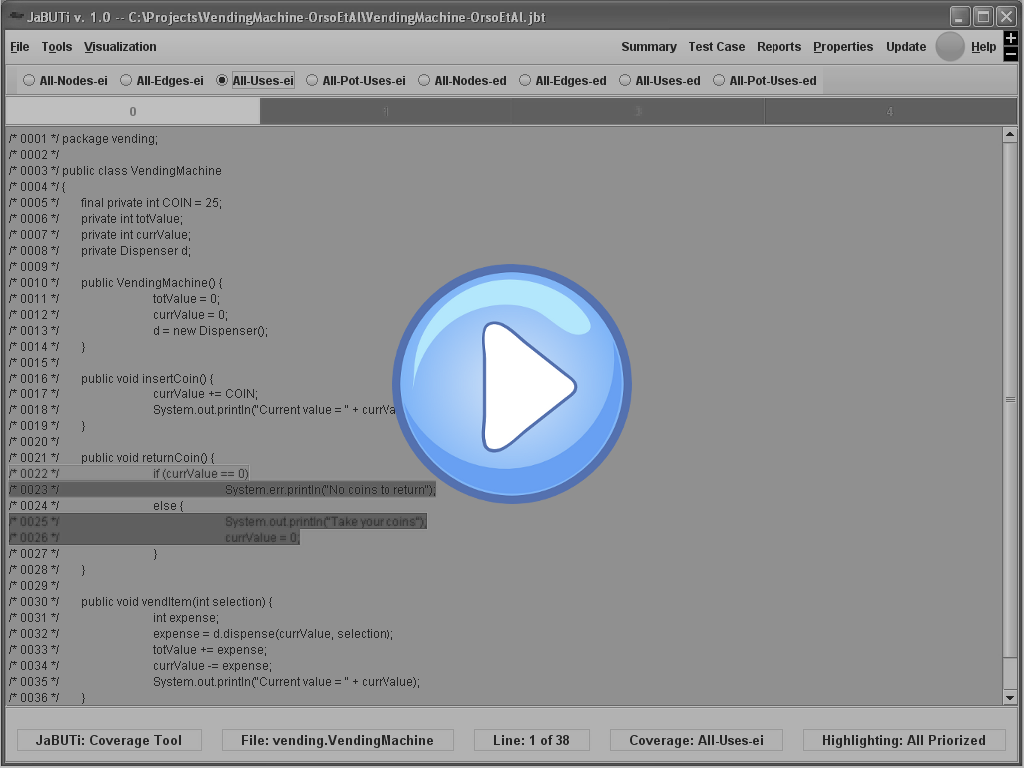 JaBUTi v. 1.0 -- C:\Projects\VendingMachine-OrsoEtAl\VendingMachine-OrsoEtAl.jbt
File Tools Visualization Summary Test Case Reports Properties Update Help
All-Nodes-ei All-Edges-ei All-Uses-ei All-Pot-Uses-ei All-Nodes-ed All-Edges-ed All-Uses-ed All-Pot-Uses-ed
0 1 3 4
/* 0001 */ package vending;
/* 0002 */
/* 0003 */ public class VendingMachine
/* 0004 */ {
/* 0005 */ final private int COIN = 25;
/* 0006 */ private int totValue;
/* 0007 */ private int currValue;
/* 0008 */ private Dispenser d;
/* 0009 */
/* 0010 */ public VendingMachine() {
/* 0011 */ totValue = 0;
/* 0012 */ currValue = 0;
/* 0013 */ d = new Dispenser();
/* 0014 */ }
/* 0015 */
/* 0016 */ public void insertCoin() {
/* 0017 */ currValue += COIN;
/* 0018 */ System.out.println("Current value = " + currVa
/* 0019 */ }
/* 0020 */
/* 0021 */ public void returnCoin() {
/* 0022 */ if (currValue == 0)
/* 0023 */ System.err.println("No coins to return");
/* 0024 */ else {
/* 0025 */ System.out.println("Take your coins");
/* 0026 */ currValue = 0;
/* 0027 */ }
/* 0028 */ }
/* 0029 */
/* 0030 */ public void vendItem(int selection) {
/* 0031 */ int expense;
/* 0032 */ expense = d.dispense(currValue, selection);
/* 0033 */ totValue += expense;
/* 0034 */ currValue -= expense;
/* 0035 */ System.out.println("Current value = " + currValue);
/* 0036 */ }
JaBUTi: Coverage Tool File: vending.VendingMachine Line: 1 of 38 Coverage: All-Uses-ei Highlighting: All Priorized